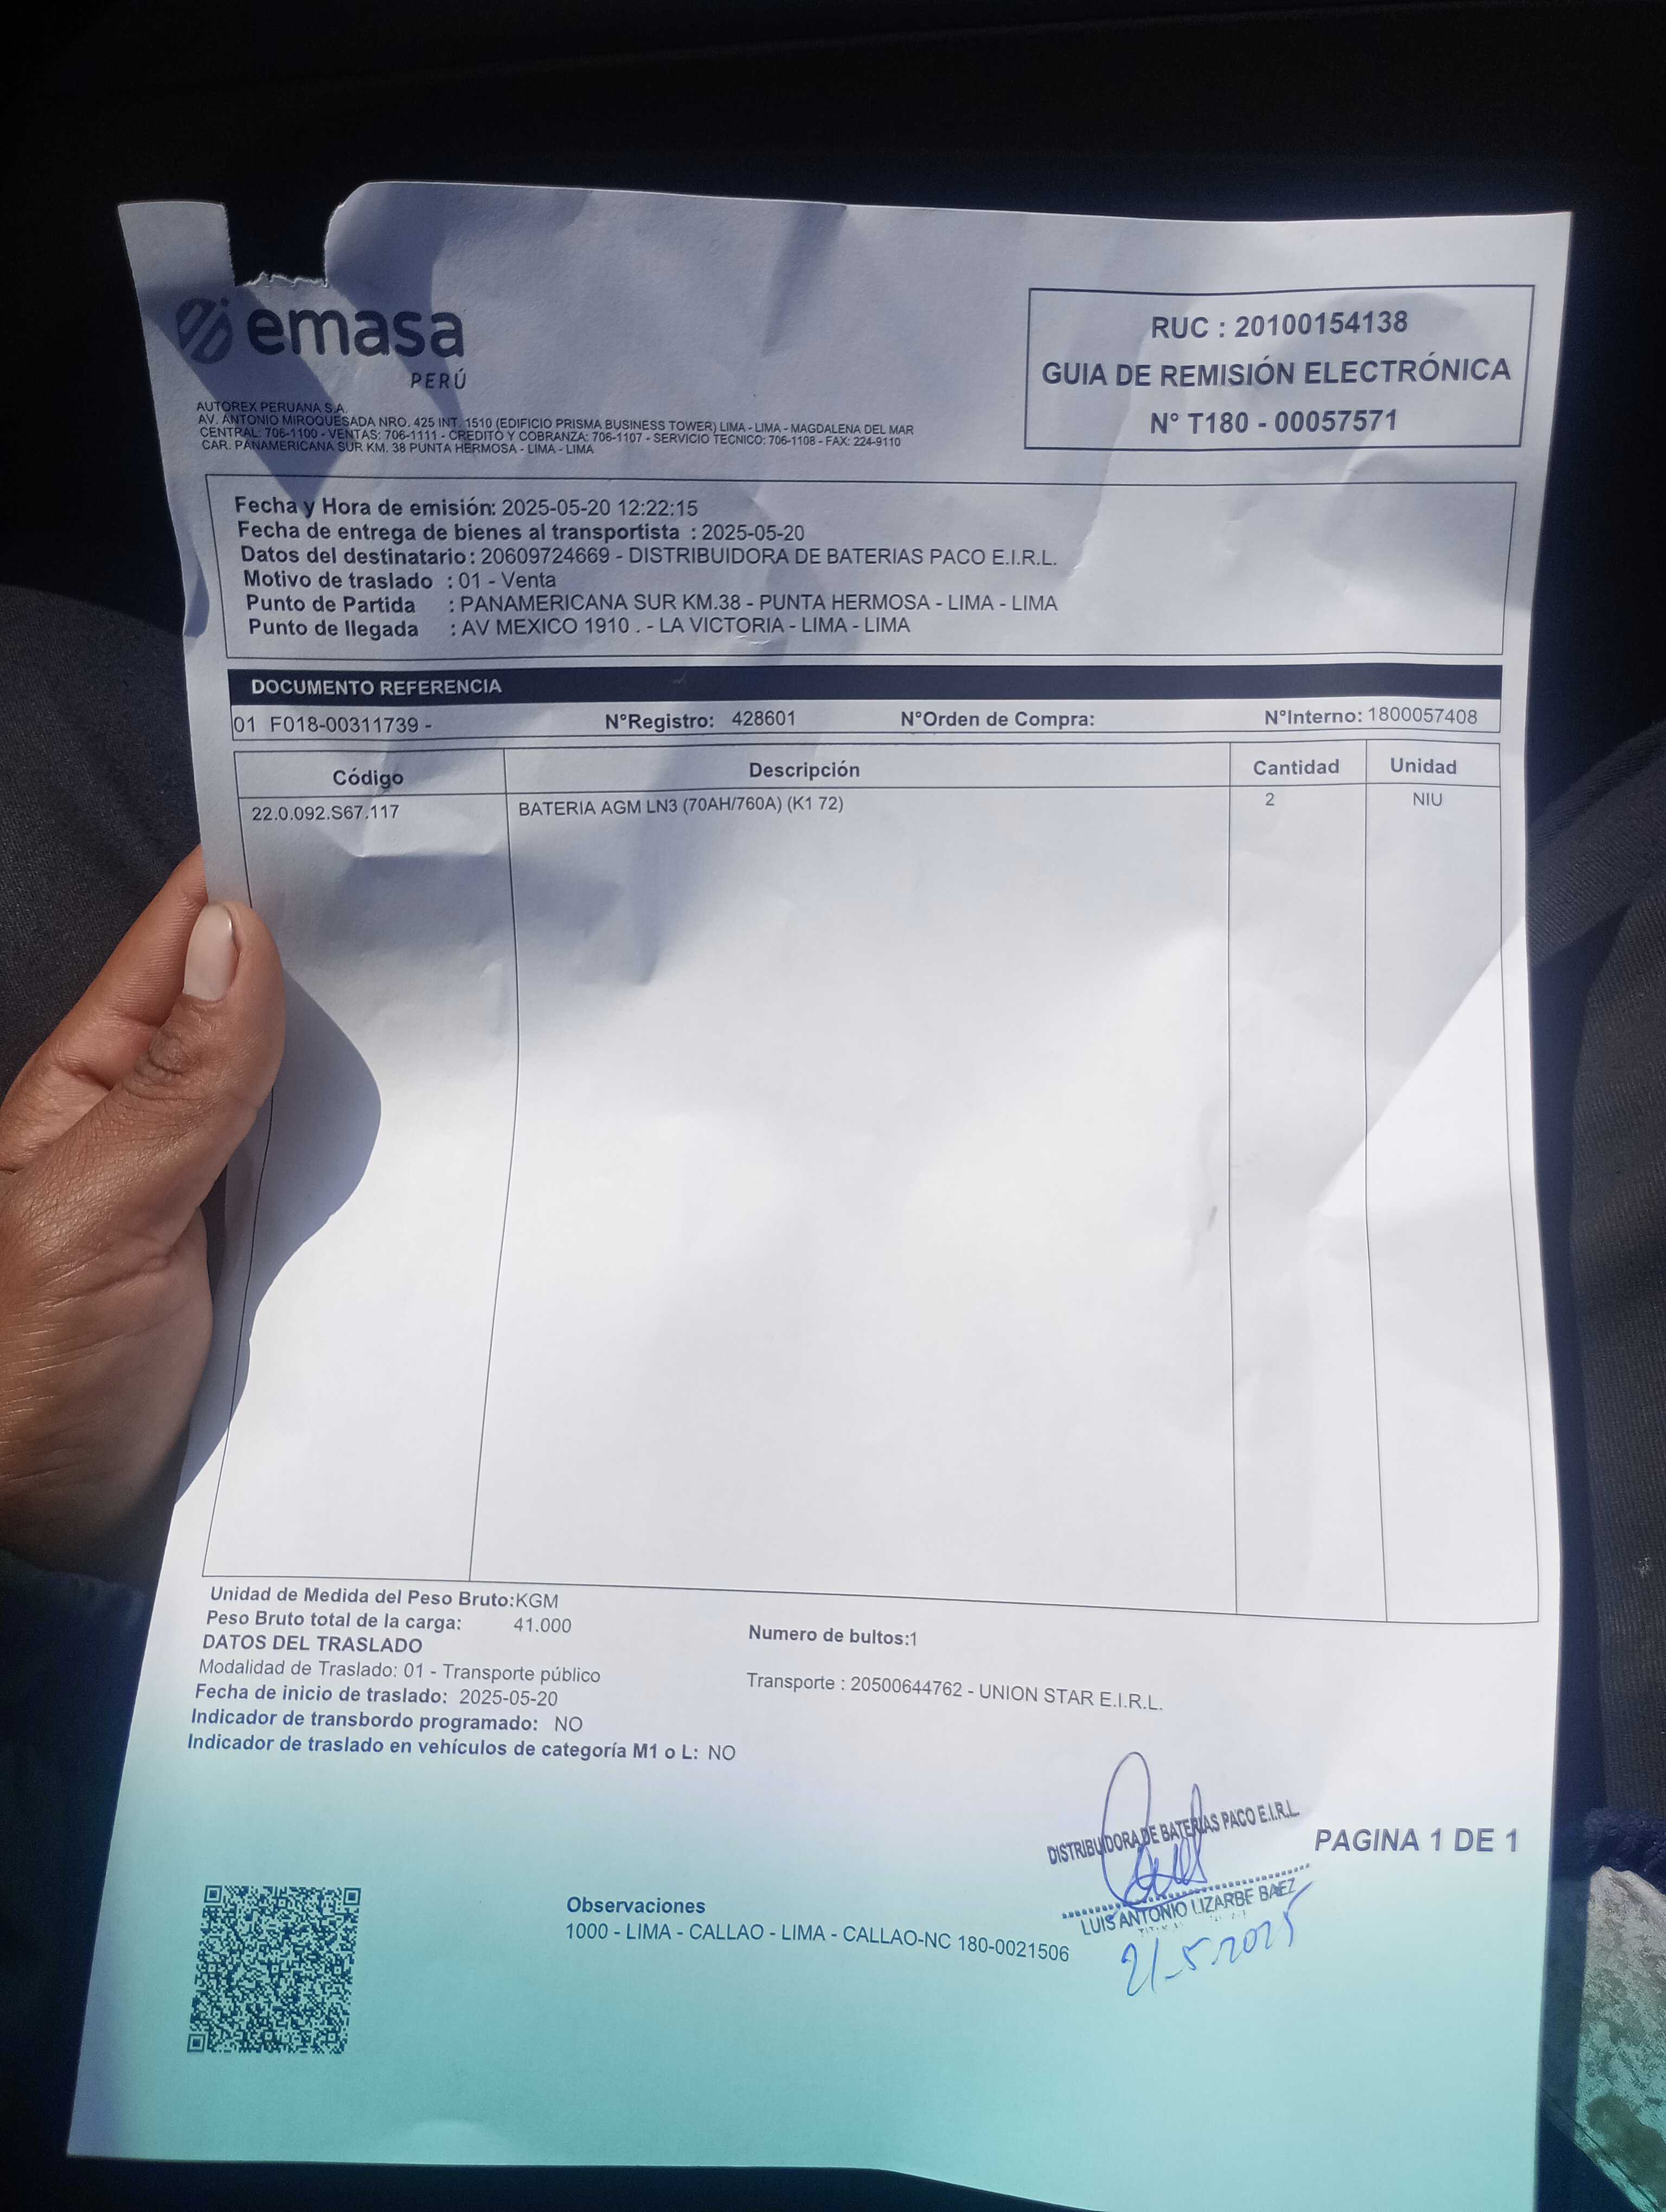 emasa
PERÚ
AUTOREX PERUANA S.A.
AV. ANTONIO MIROQUESADA NRO. 425 INT. 1510 (EDIFICIO PRISMA BUSINESS TOWER) LIMA - LIMA - MAGDALENA DEL MAR
CENTRAL: 706-1100 - VENTAS: 706-1111 - CREDITO Y COBRANZA: 706-1107 - SERVICIO TECNICO: 706-1108 - FAX: 224-9110
CAR. PANAMERICANA SUR KM. 38 PUNTA HERMOSA - LIMA - LIMA
RUC : 20100154138
GUIA DE REMISIÓN ELECTRÓNICA
N° T180 - 00057571
Fecha y Hora de emisión: 2025-05-20 12:22:15
Fecha de entrega de bienes al transportista : 2025-05-20
Datos del destinatario : 20609724669 - DISTRIBUIDORA DE BATERIAS PACO E.I.R.L.
Motivo de traslado : 01 - Venta
Punto de Partida : PANAMERICANA SUR KM.38 - PUNTA HERMOSA - LIMA - LIMA
Punto de llegada : AV MEXICO 1910 . - LA VICTORIA - LIMA - LIMA
DOCUMENTO REFERENCIA
01 F018-00311739 - N°Registro: 428601 N°Orden de Compra: N°Interno: 1800057408
Código Descripción Cantidad Unidad
22.0.092.S67.117 BATERIA AGM LN3 (70AH/760A) (K1 72) 2 NIU
Unidad de Medida del Peso Bruto:KGM
Peso Bruto total de la carga: 41.000
Numero de bultos:1
DATOS DEL TRASLADO
Modalidad de Traslado: 01 - Transporte público
Transporte : 20500644762 - UNION STAR E.I.R.L.
Fecha de inicio de traslado: 2025-05-20
Indicador de transbordo programado: NO
Indicador de traslado en vehículos de categoría M1 o L: NO
DISTRIBUIDORA DE BATERIAS PACO E.I.R.L.
PAGINA 1 DE 1
LUIS ANTONIO LIZARBE BAEZ
21-5-2025
Observaciones
1000 - LIMA - CALLAO - LIMA - CALLAO-NC 180-0021506